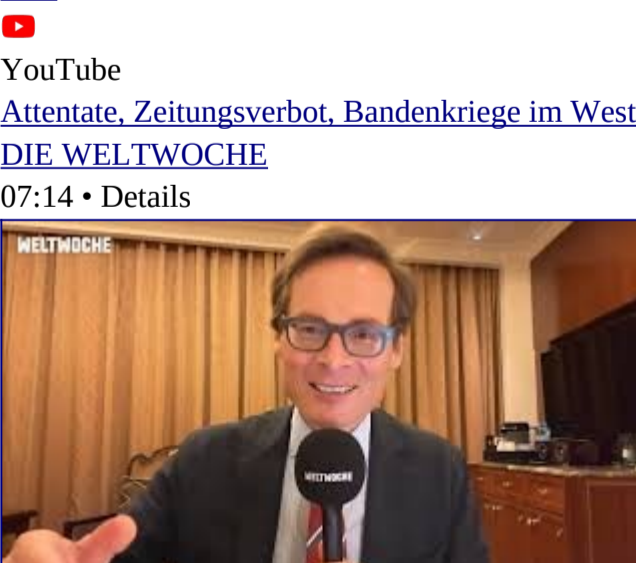 YouTube
Attentate, Zeitungsverbot, Bandenkriege im West
DIE WELTWOCHE
07:14 • Details
WELTWOCHE
WELTWOCHE